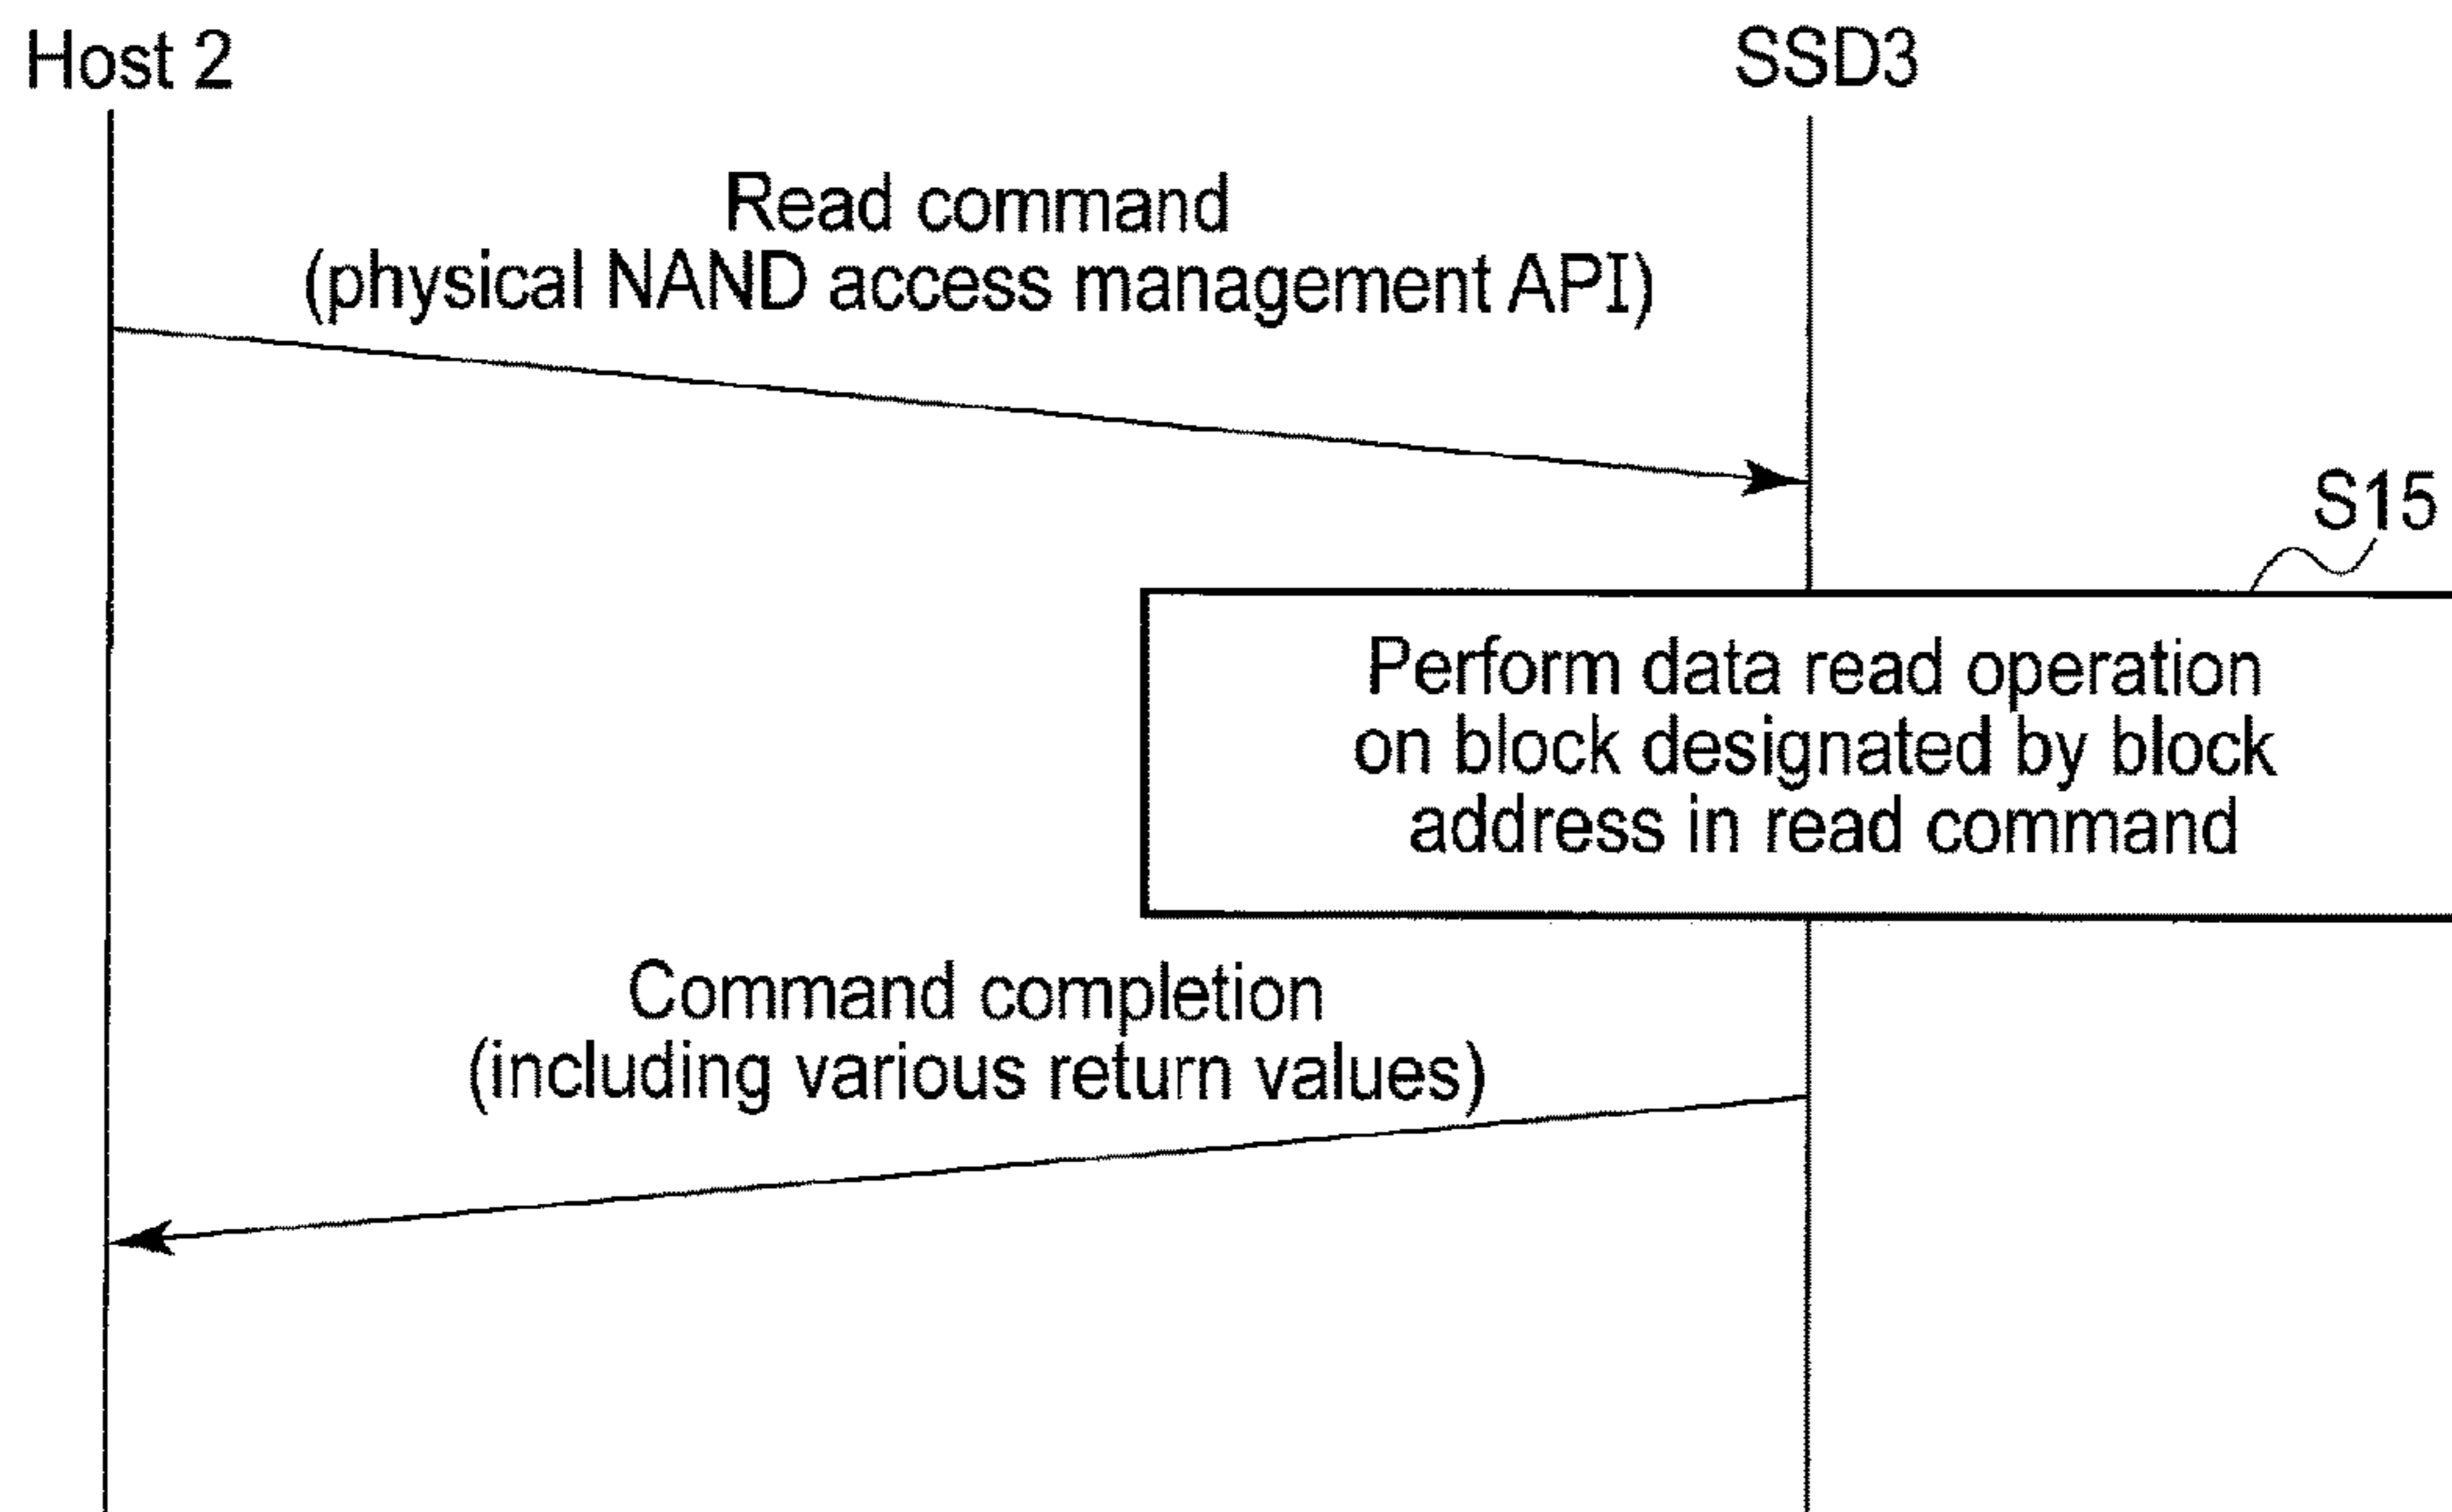 Host 2
SSD3
Read command
(physical NAND access management API)
S15
Perform data read operation
on block designated by block
address in read command
Command completion
(including various return values)